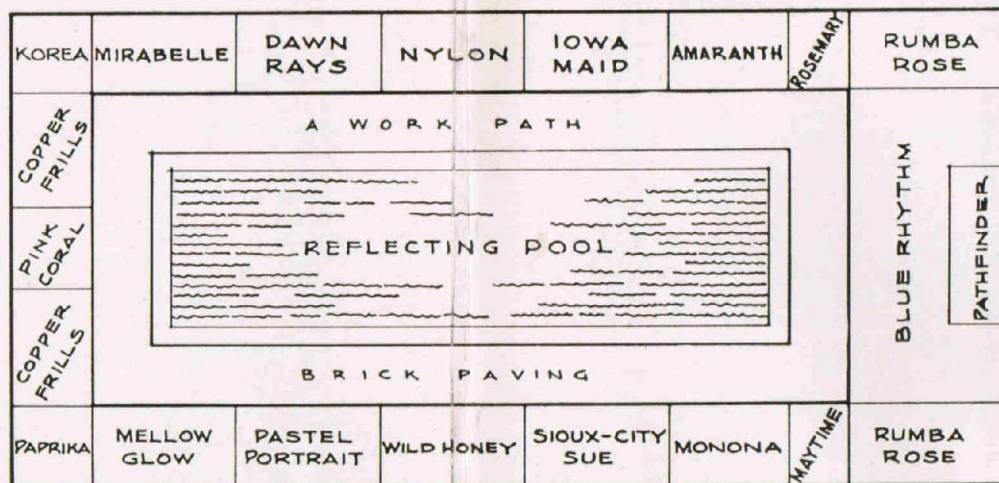 KOREA
MIRABELLE
DAWN
RAYS
NYLON
IOWA
MAID
AMARANTH
ROSEMARY
RUMBA
ROSE
COPPER
FRILLS
PINK
CORAL
COPPER
FRILLS
A WORK PATH
REFLECTING POOL
BRICK PAVING
BLUE RHYTHM
PATHFINDER
PAPRIKA
MELLOW
GLOW
PASTEL
PORTRAIT
WILD HONEY
SIOUX-CITY
SUE
MONONA
MAYTIME
RUMBA
ROSE